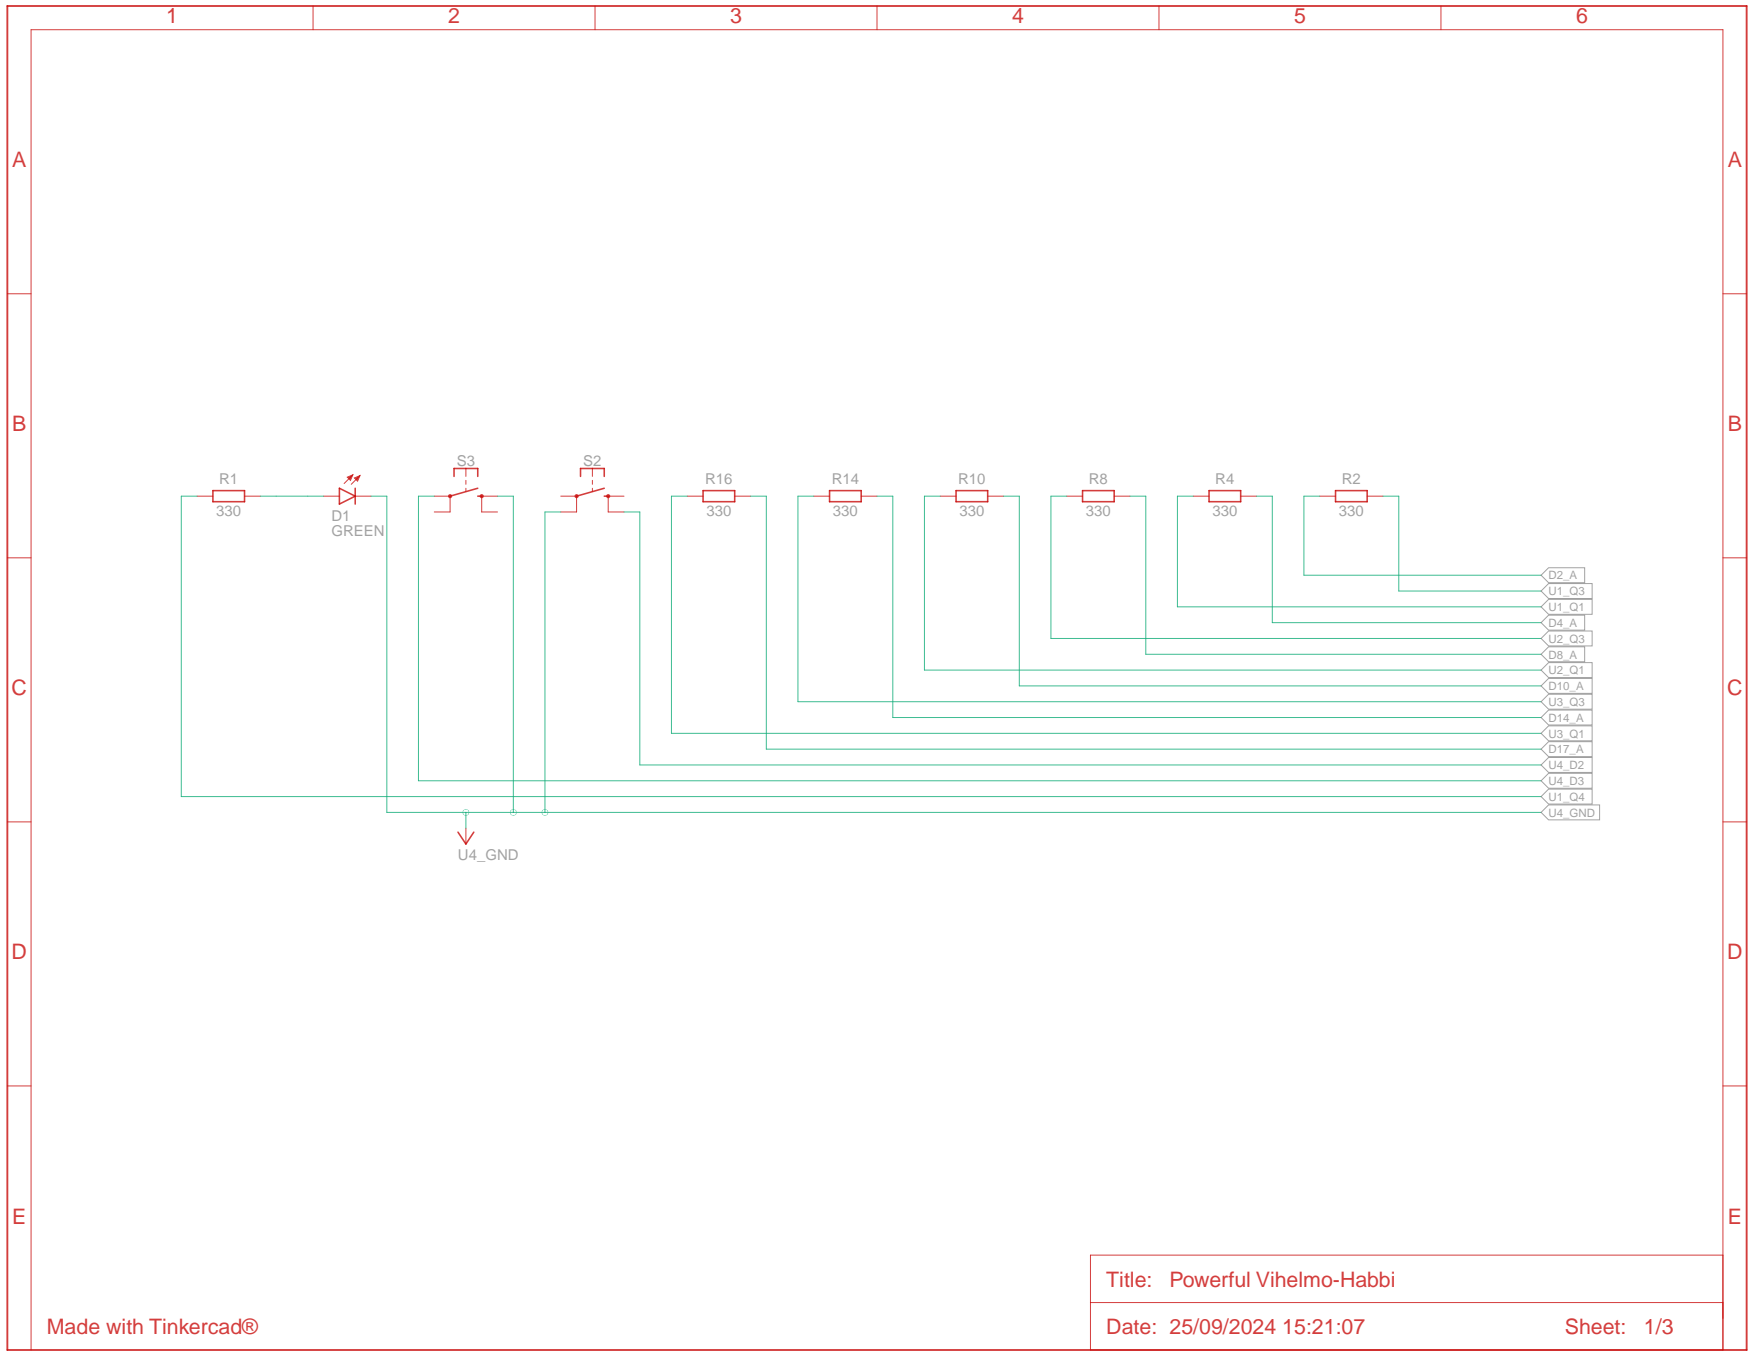 1 2 3 4 5 6
A A
B B
S3 S2
R1 R16 R14 R10 R8 R4 R2
330 D1 330 330 330 330 330 330
GREEN
D2_A
U1_Q3
U1_Q1
D4_A
U2_Q3
D8_A
U2_Q1
C D10_A C
U3_Q3
D14_A
U3_Q1
D17_A
U4_D2
U4_D3
U1_Q4
U4_GND
U4_GND
D D
E E
Title: Powerful Vihelmo-Habbi
Made with Tinkercad® Date: 25/09/2024 15:21:07 Sheet: 1/3